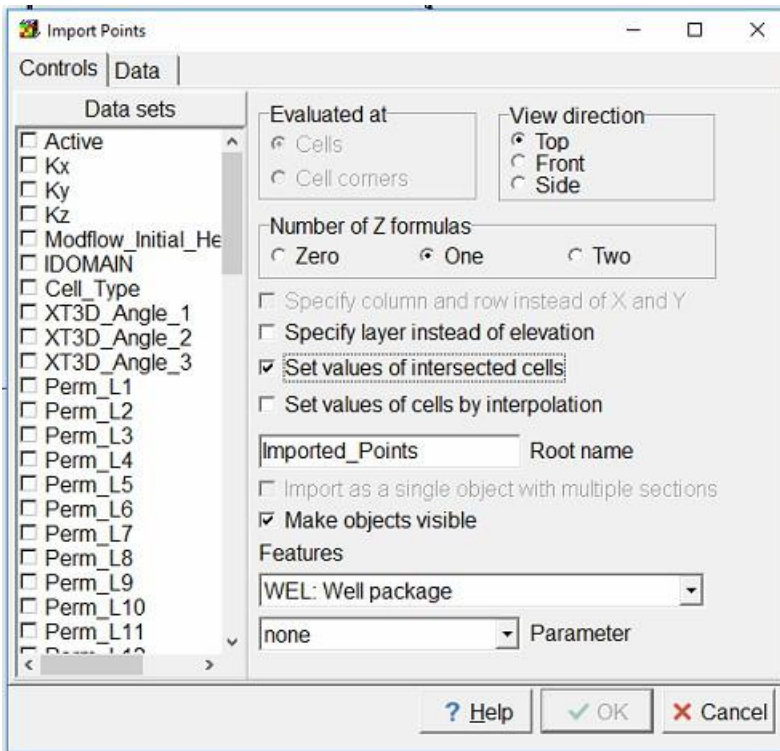 Import Points
Controls
Data
Data sets
Active
Kx
Ky
Kz
Modflow_Initial_He
IDOMAIN
Cell_Type
XT3D_Angle_1
XT3D_Angle_2
XT3D_Angle_3
Perm_L1
Perm_L2
Perm_L3
Perm_L4
Perm_L5
Perm_L6
Perm_L7
Perm_L8
Perm_L9
Perm_L10
Perm_L11
Evaluated at
Cells
Cell corners
View direction
Top
Front
Side
Number of Z formulas
Zero
One
Two
Specify column and row instead of X and Y
Specify layer instead of elevation
Set values of intersected cells
Set values of cells by interpolation
Imported_Points
Root name
Import as a single object with multiple sections
Make objects visible
Features
WEL: Well package
none
Parameter
? Help
OK
Cancel